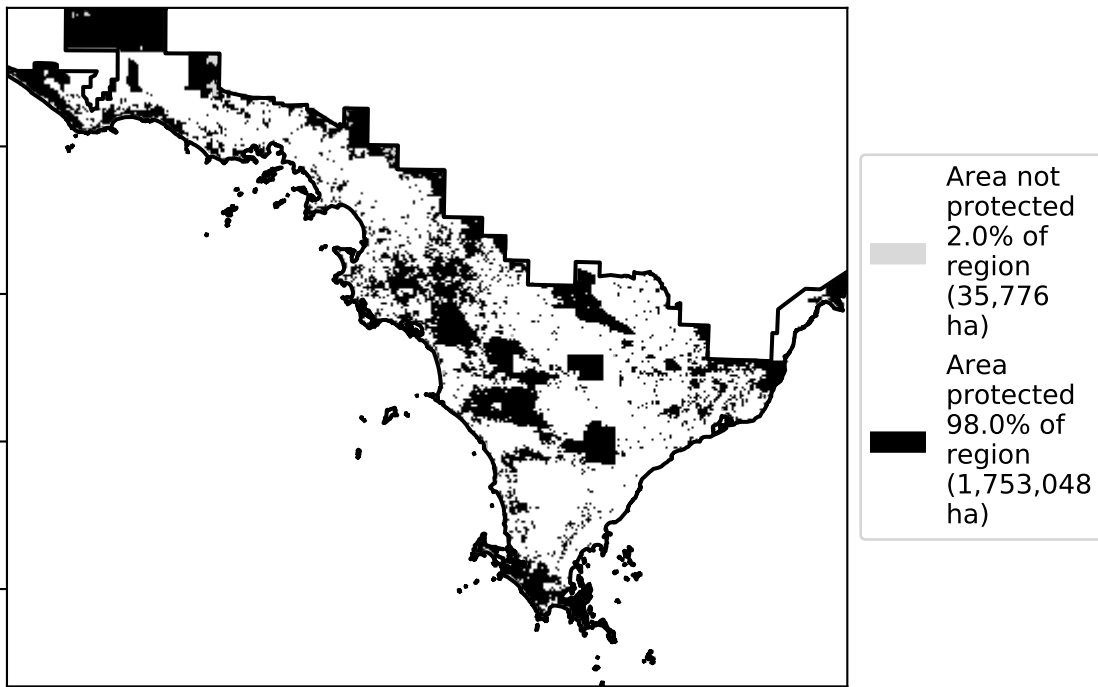 Area not
protected
2.0% of
region
(35,776
ha)
Area
protected
98.0% of
region
(1,753,048
ha)